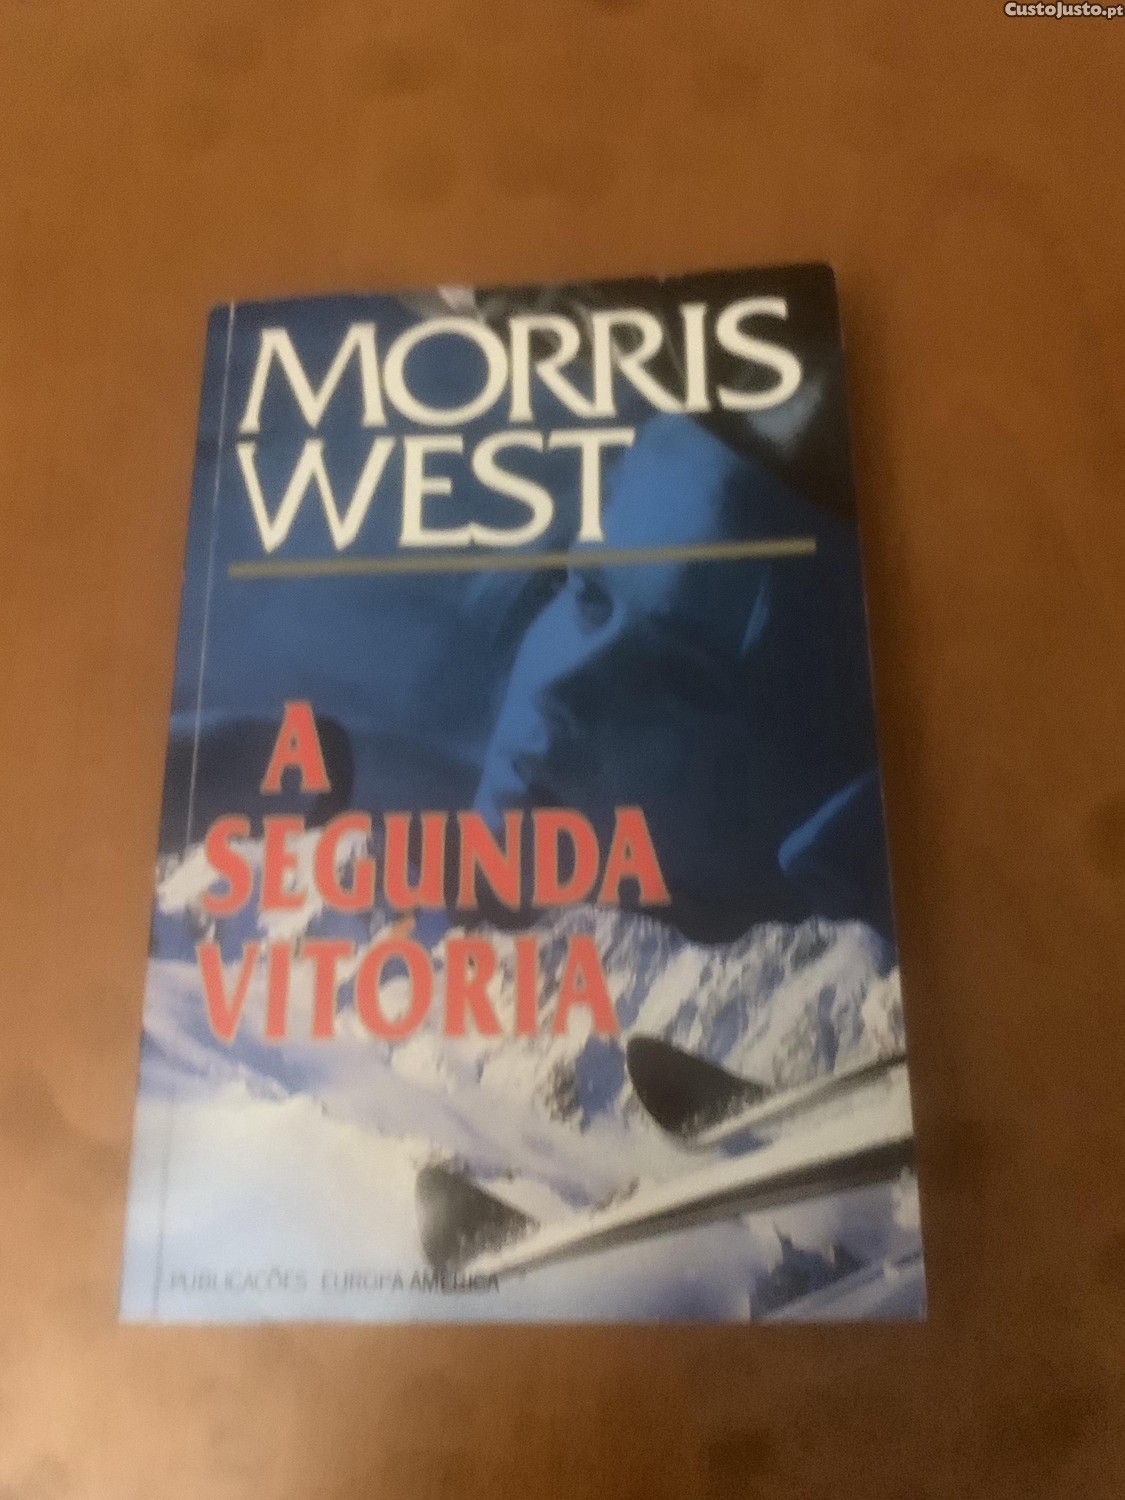 CustoJusto.pt
MORRIS
WEST
A
SEGUNDA
VITÓRIA
PUBLICAÇÕES EUROPA-AMÉRICA